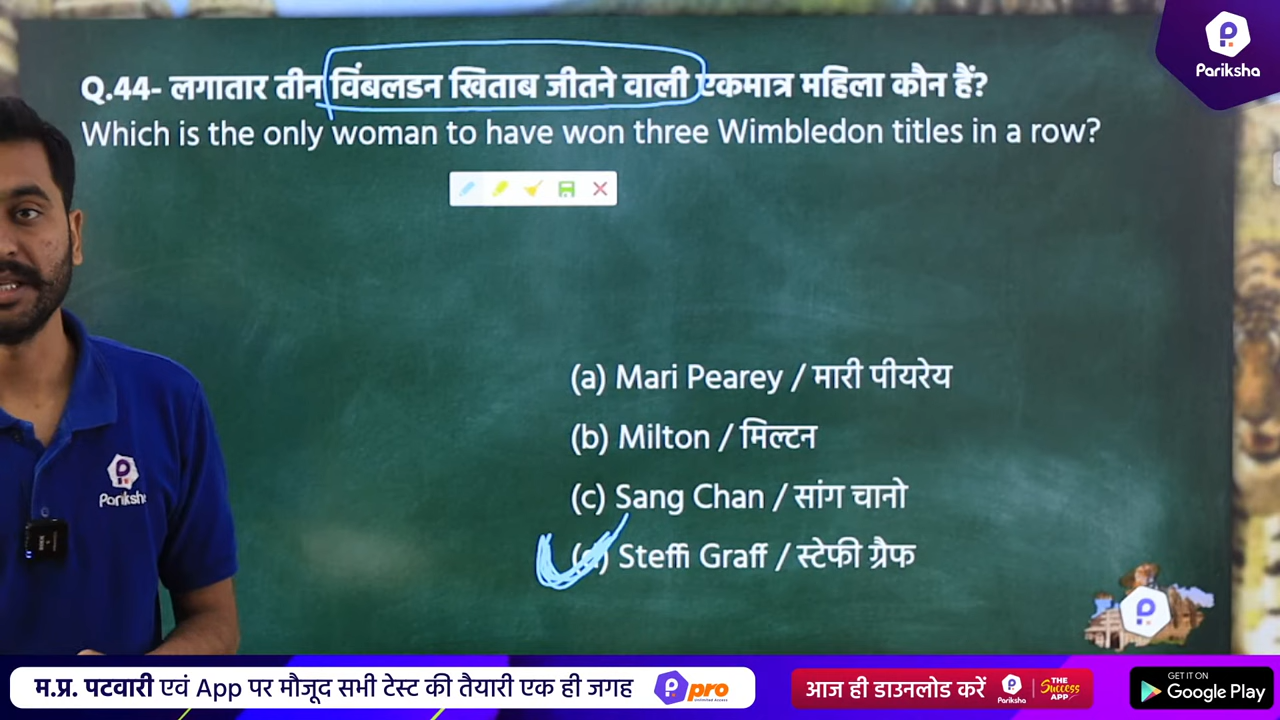 Pariksha
Q.44- लगातार तीन विंबलडन खिताब जीतने वाली एकमात्र महिला कौन हैं?
Which is the only woman to have won three Wimbledon titles in a row?
(a) Mari Pearey / मारी पीयरेय
(b) Milton / मिल्टन
(c) Sang Chan / सांग चानो
Steffi Graff / स्टेफी ग्रैफ
Pariksha
म.प्र. पटवारी एवं App पर मौजूद सभी टेस्ट की तैयारी एक ही जगह
pro
आज ही डाउनलोड करें
Pariksha
THE Success APP
GET IT ON
Google Play